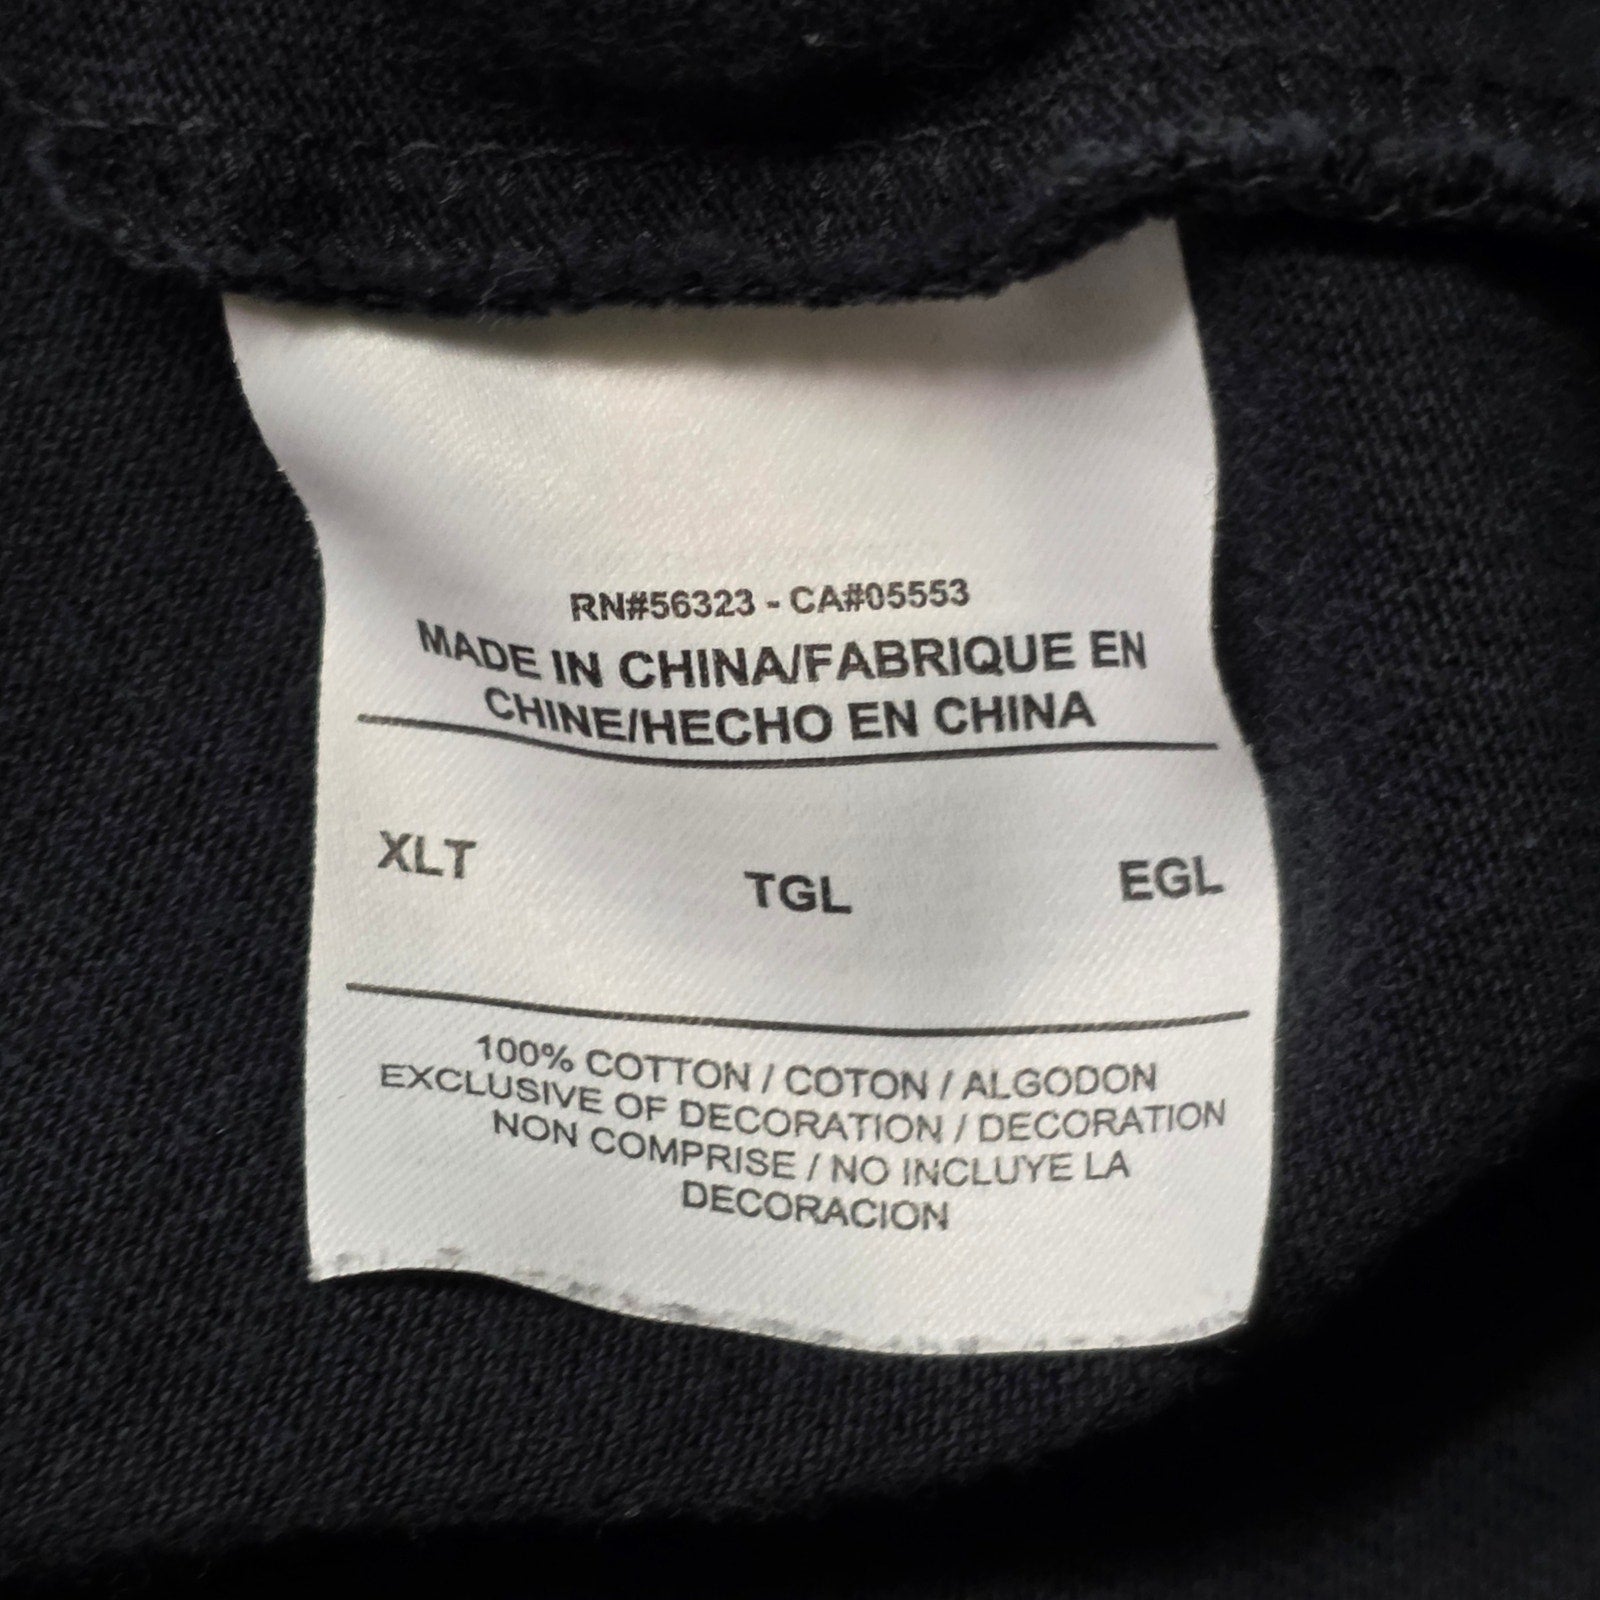 RN#56323 - CA#05553
MADE IN CHINA/FABRIQUE EN
CHINE/HECHO EN CHINA
XLT TGL EGL
100% COTTON / COTON / ALGODON
EXCLUSIVE OF DECORATION / DECORATION
NON COMPRISE / NO INCLUYE LA
DECORACION